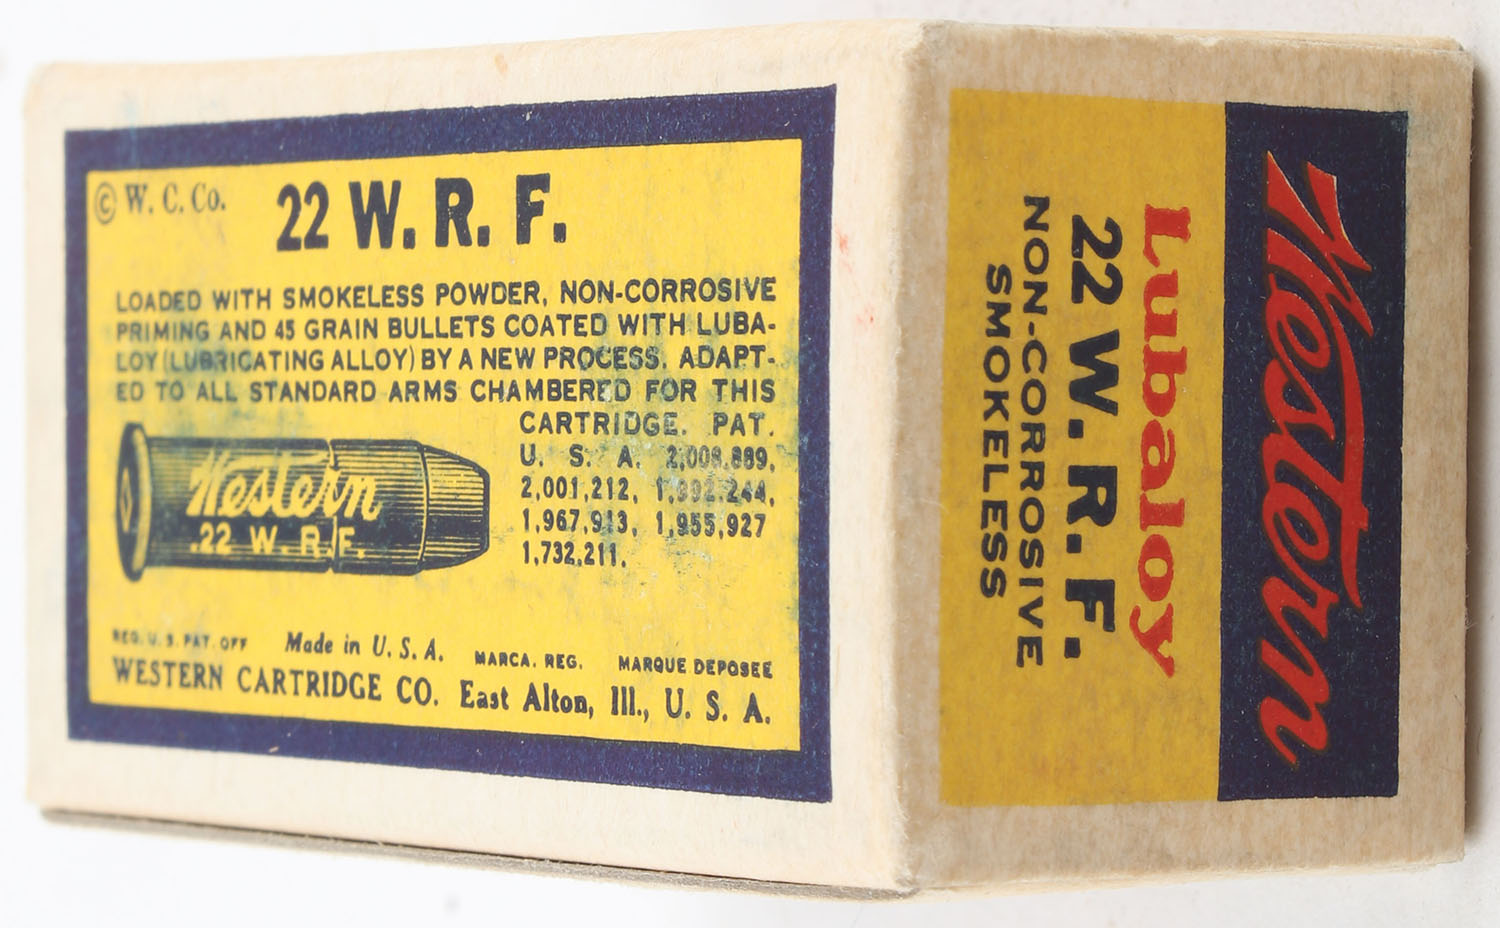 © W. C. Co.
22 W. R. F.
LOADED WITH SMOKELESS POWDER, NON-CORROSIVE
PRIMING AND 45 GRAIN BULLETS COATED WITH LUBA-
LOY (LUBRICATING ALLOY) BY A NEW PROCESS. ADAPT-
ED TO ALL STANDARD ARMS CHAMBERED FOR THIS
CARTRIDGE. PAT.
U. S. A. 2,008,889,
2,001,212,
1,967,913, 1,955,927
1,732,211.
Western
.22 W. R. F.
REG. U. S. PAT. OFF Made in U. S. A. MARCA. REG. MARQUE DEPOSEE
WESTERN CARTRIDGE CO. East Alton, Ill., U. S. A.
Western
Lubaloy
22 W. R. F.
NON-CORROSIVE
SMOKELESS